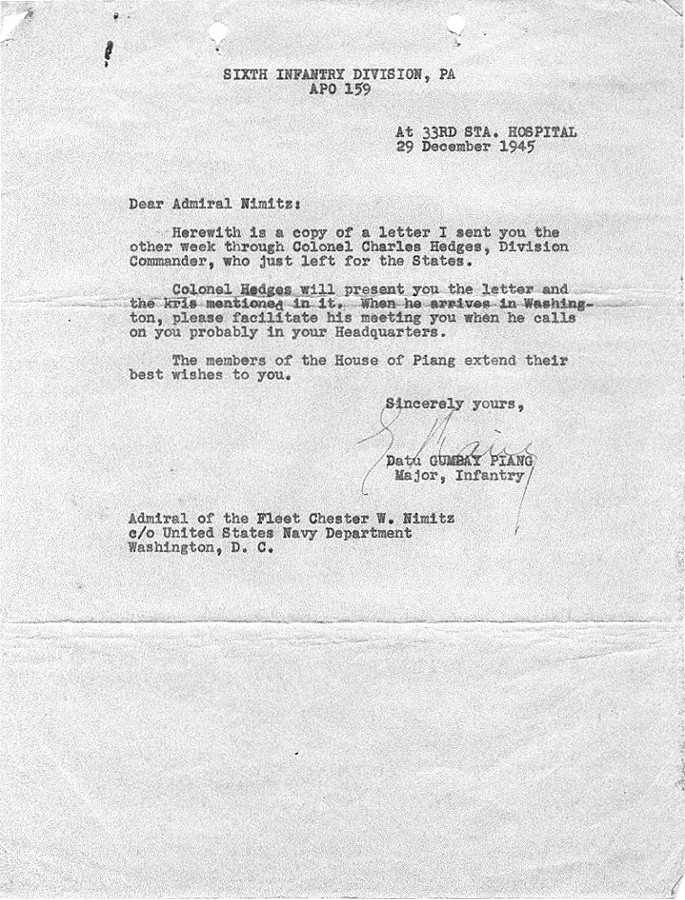 SIXTH INFANTRY DIVISION, PA
APO 159
At 33RD STA. HOSPITAL
29 December 1945
Dear Admiral Nimitz:
Herewith is a copy of a letter I sent you the
other week through Colonel Charles Hedges, Division
Commander, who just left for the States.
Colonel Hedges will present you the letter and
the kris mentioned in it. When he arrives in Washing-
ton, please facilitate his meeting you when he calls
on you probably in your Headquarters.
The members of the House of Piang extend their
best wishes to you.
Sincerely yours,
G Piang
Datu GUMBAY PIANG
Major, Infantry
Admiral of the Fleet Chester W. Nimitz
c/o United States Navy Department
Washington, D. C.